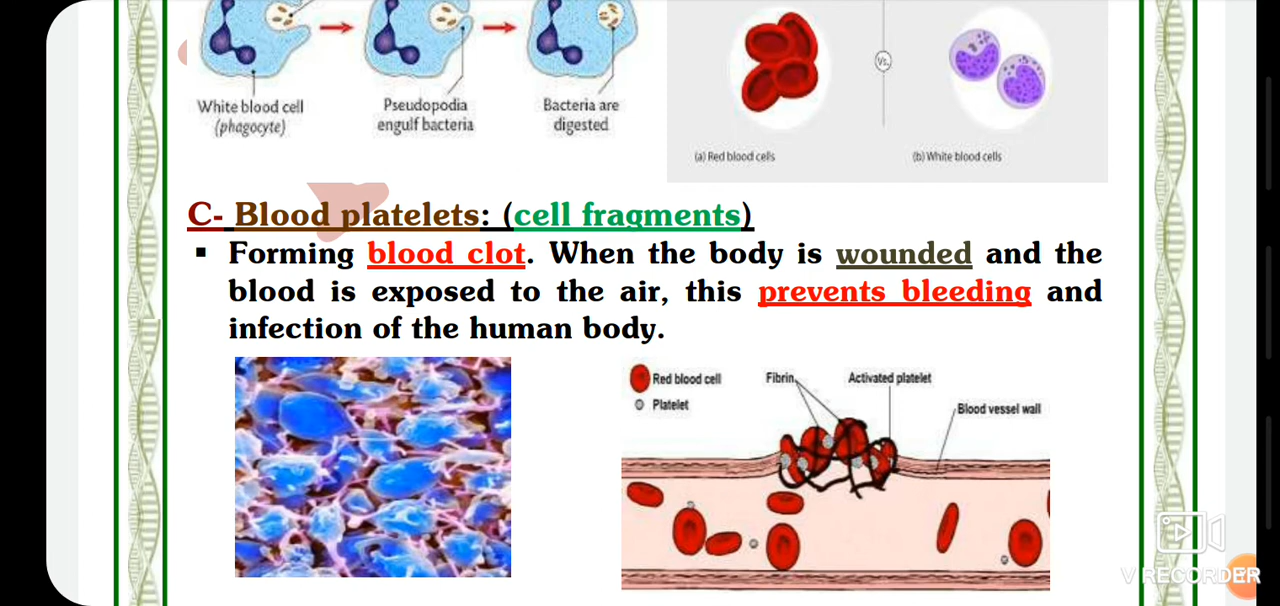 White blood cell
(phagocyte)
Pseudopodia
engulf bacteria
Bacteria are
digested
Vs.
(a) Red blood cells
(b) White blood cells
C- Blood platelets: (cell fragments)
▪ Forming blood clot. When the body is wounded and the
blood is exposed to the air, this prevents bleeding and
infection of the human body.
Red blood cell
Platelet
Fibrin
Activated platelet
Blood vessel wall
V RECORDER